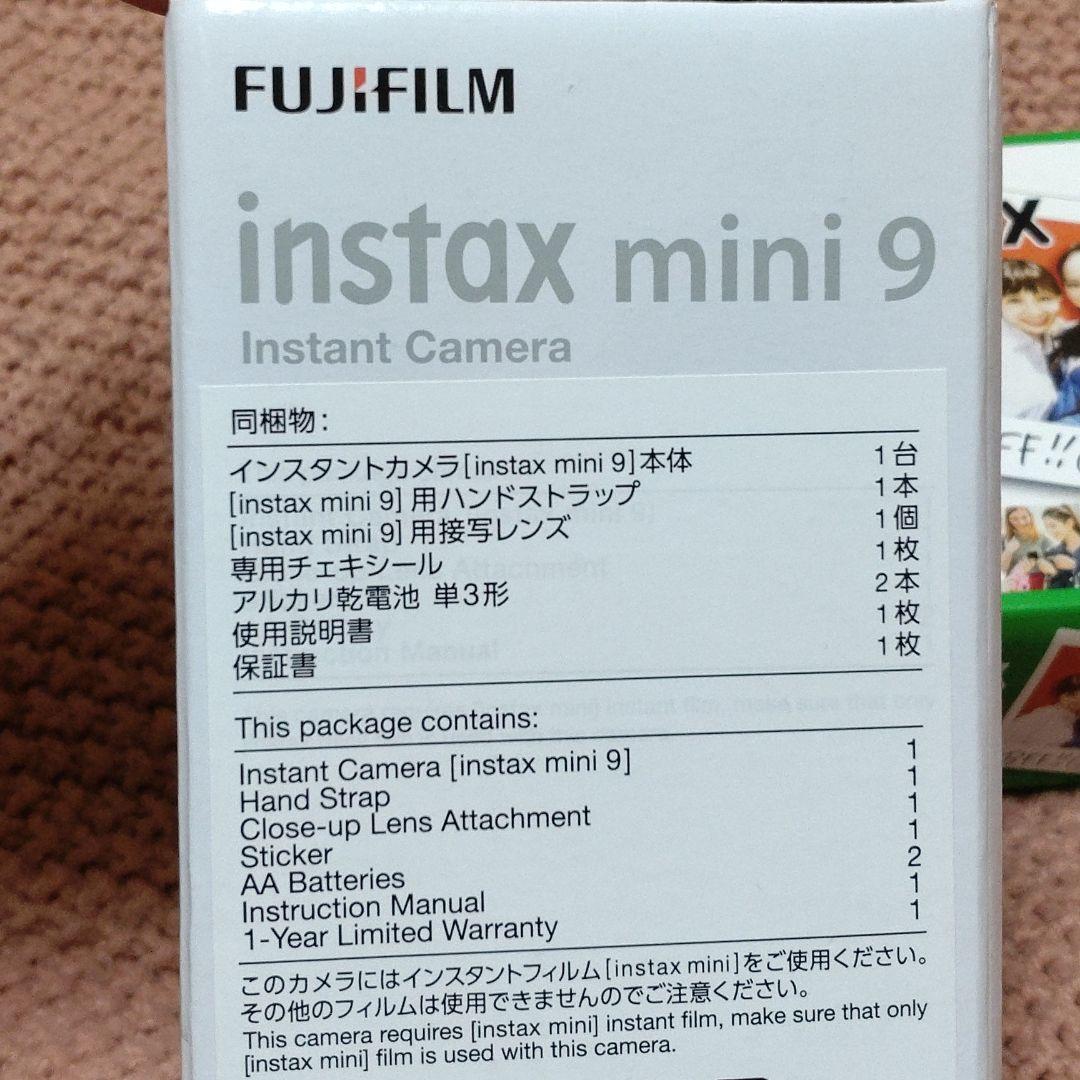 FUJIFILM
instax mini 9
Instant Camera
同梱物:
インスタントカメラ[instax mini 9]本体 1台
[instax mini 9]用ハンドストラップ 1本
[instax mini 9]用接写レンズ 1個
専用チェキシール 1枚
アルカリ乾電池 単3形 2本
使用説明書 1枚
保証書 1枚
This package contains:
Instant Camera [instax mini 9] 1
Hand Strap 1
Close-up Lens Attachment 1
Sticker 1
AA Batteries 2
Instruction Manual 1
1-Year Limited Warranty 1
このカメラにはインスタントフィルム[instax mini]をご使用ください。
その他のフィルムは使用できませんのでご注意ください。
This camera requires [instax mini] instant film, make sure that only
[instax mini] film is used with this camera.